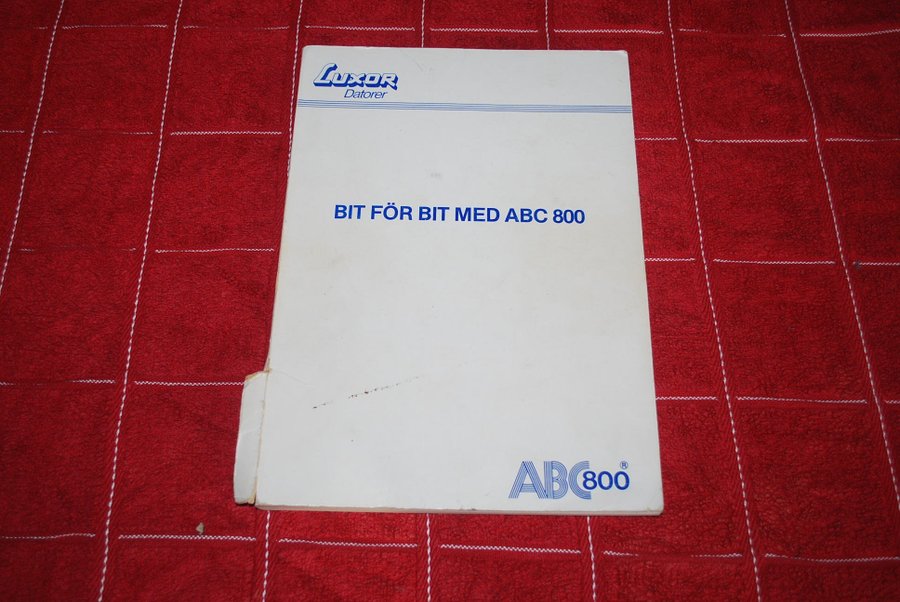 LUXOR
Datorer
BIT FÖR BIT MED ABC 800
ABC800®